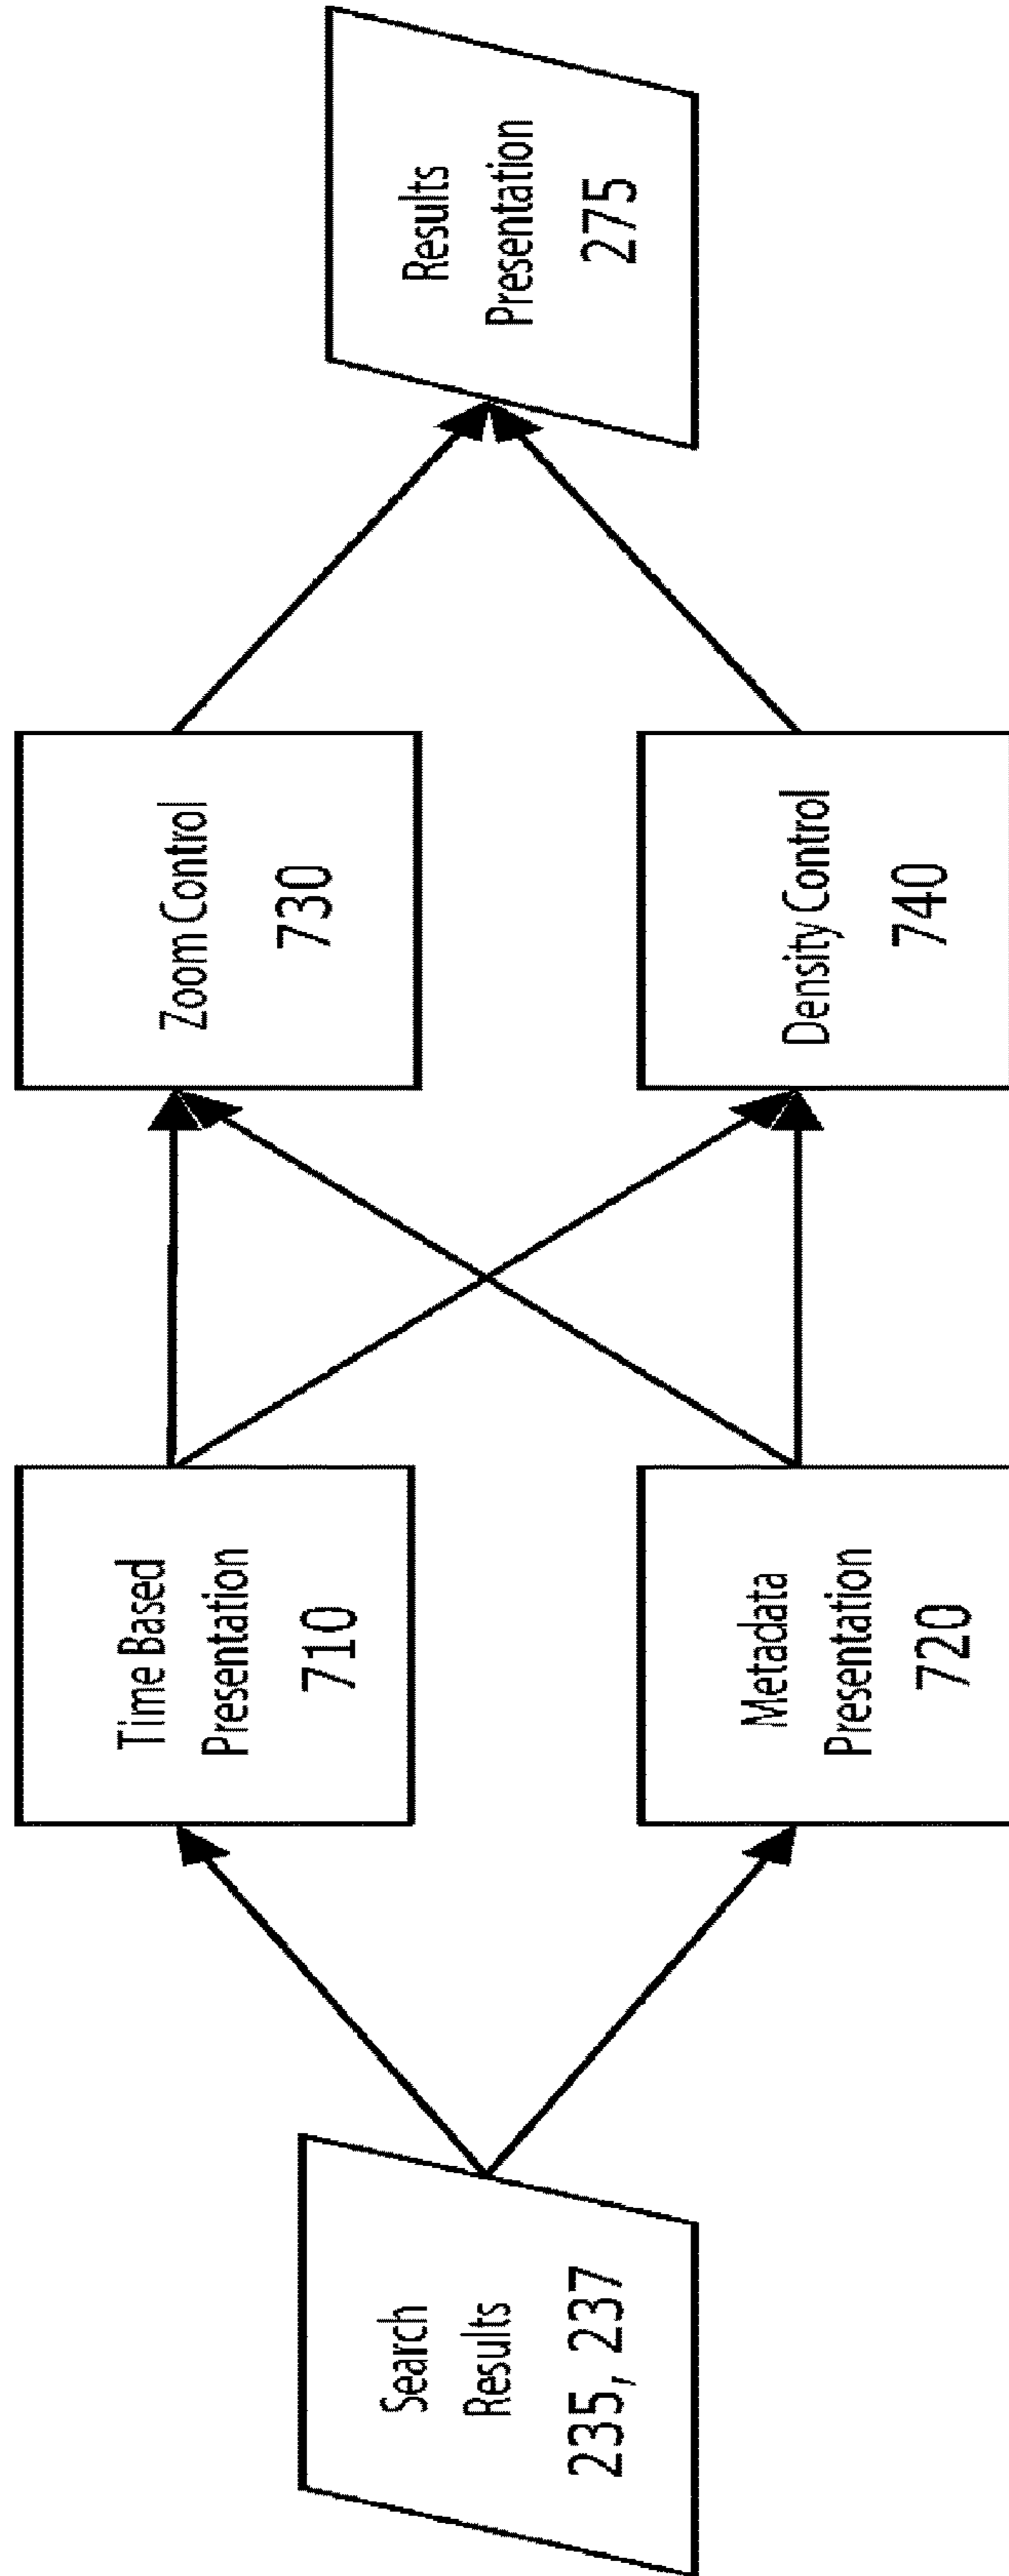 Search
Results
235, 237
Time Based
Presentation
710
Metadata
Presentation
720
Zoom Control
730
Density Control
740
Results
Presentation
275